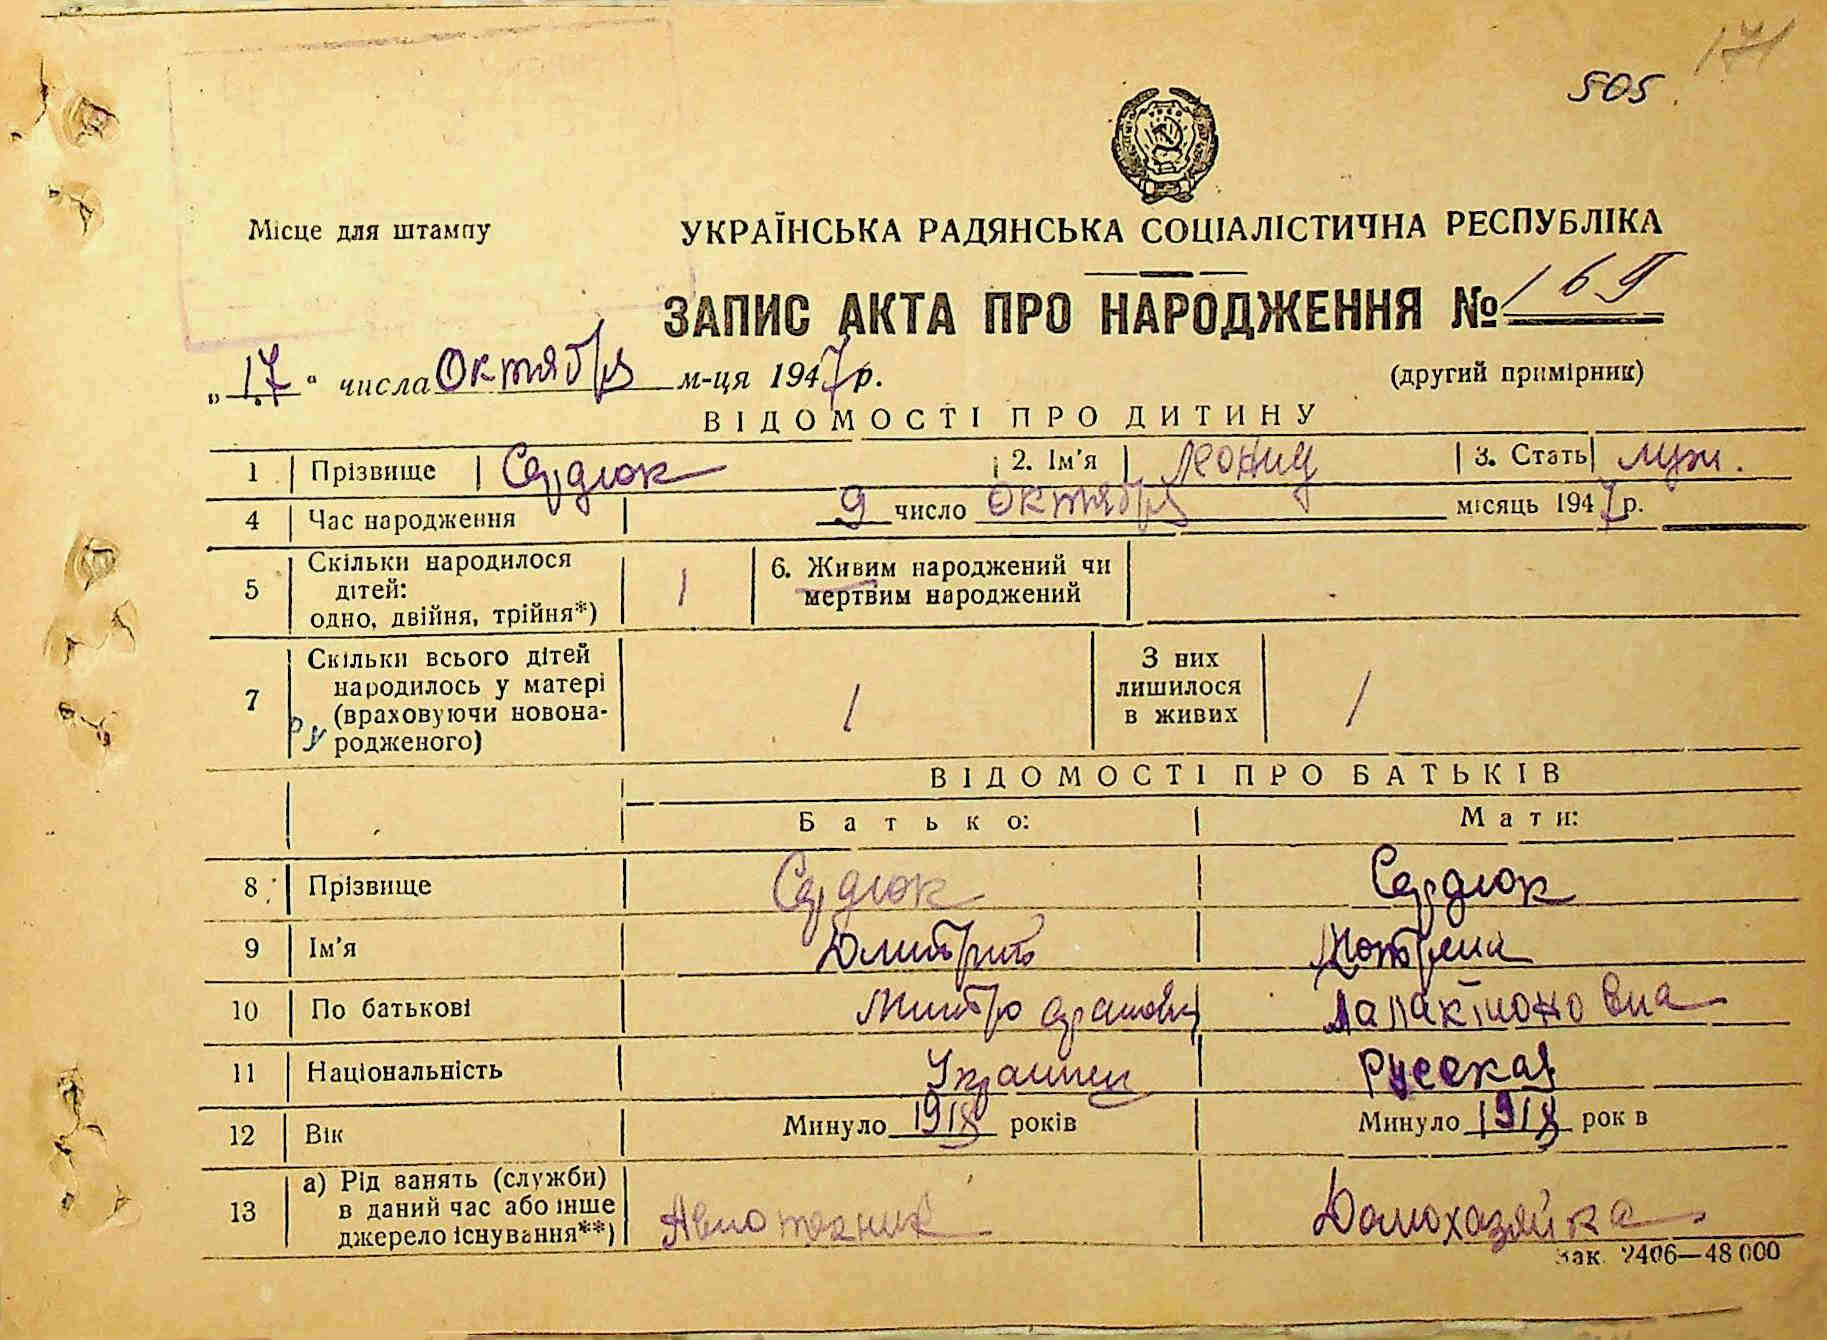 171
505.
Місце для штампу
УКРАЇНСЬКА РАДЯНСЬКА СОЦІАЛІСТИЧНА РЕСПУБЛІКА
ЗАПИС АКТА ПРО НАРОДЖЕННЯ № 169
„17“ числа Октября м-ця 1947 р.
(другий примірник)
ВІДОМОСТІ ПРО ДИТИНУ
1 Прізвище Сердюк 2. Ім'я Леонид 3. Стать муж.
4 Час народження 9 число Октября місяць 1947 р.
5 Скільки народилося дітей: одно, двійня, трійня*) 1 6. Живим народжений чи мертвим народжений
7 Скільки всього дітей народилось у матері (враховуючи новонародженого) 1 З них лишилося в живих 1
ВІДОМОСТІ ПРО БАТЬКІВ
Батько: Мати:
8 Прізвище Сердюк Сердюк
9 Ім'я Дмитрий
10 По батькові
11 Національність Украинец Русская
12 Вік Минуло 1918 років Минуло 1918 рок в
13 а) Рід занять (служби) в даний час або інше джерело існування**) Автотехник Домохазяйка
Зак. 2406—48 000